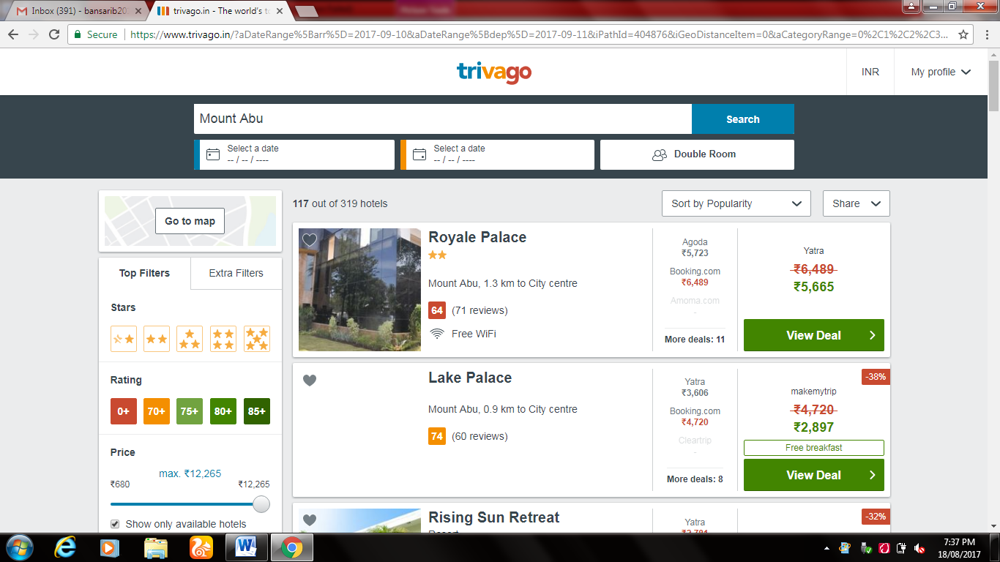 Inbox (391) - bansarib20
trivago.in - The world's to
Secure
https://www.trivago.in/?aDateRange%5Barr%5D=2017-09-10&aDateRange%5Bdep%5D=2017-09-11&iPathId=404876&iGeoDistanceItem=0&aCategoryRange=0%2C1%2C2%2C3...
trivago
INR
My profile
Mount Abu
Search
Select a date
-- / -- / ----
Select a date
-- / -- / ----
Double Room
Go to map
117 out of 319 hotels
Sort by Popularity
Share
Top Filters
Extra Filters
Stars
Rating
0+
70+
75+
80+
85+
Price
max. ₹12,265
₹680
₹12,265
Show only available hotels
Royale Palace
Mount Abu, 1.3 km to City centre
64 (71 reviews)
Free WiFi
Agoda
₹5,723
Booking.com
₹6,489
Amoma.com
-
More deals: 11
Yatra
₹6,489
₹5,665
View Deal
Lake Palace
Mount Abu, 0.9 km to City centre
74 (60 reviews)
Yatra
₹3,606
Booking.com
₹4,720
Cleartrip
-
More deals: 8
-38%
makemytrip
₹4,720
₹2,897
Free breakfast
View Deal
Rising Sun Retreat
Resort
Yatra
-32%
7:37 PM
18/08/2017